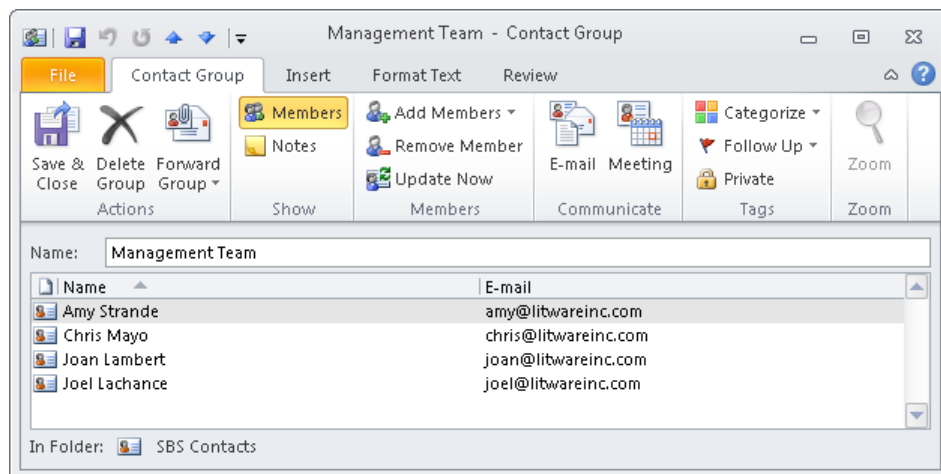 Management Team - Contact Group
File Contact Group Insert Format Text Review
Save & Close Delete Group Forward Group Members Notes Add Members Remove Member Update Now E-mail Meeting Categorize Follow Up Private Zoom
Actions Show Members Communicate Tags Zoom
Name: Management Team
Name E-mail
Amy Strande amy@litwareinc.com
Chris Mayo chris@litwareinc.com
Joan Lambert joan@litwareinc.com
Joel Lachance joel@litwareinc.com
In Folder: SBS Contacts